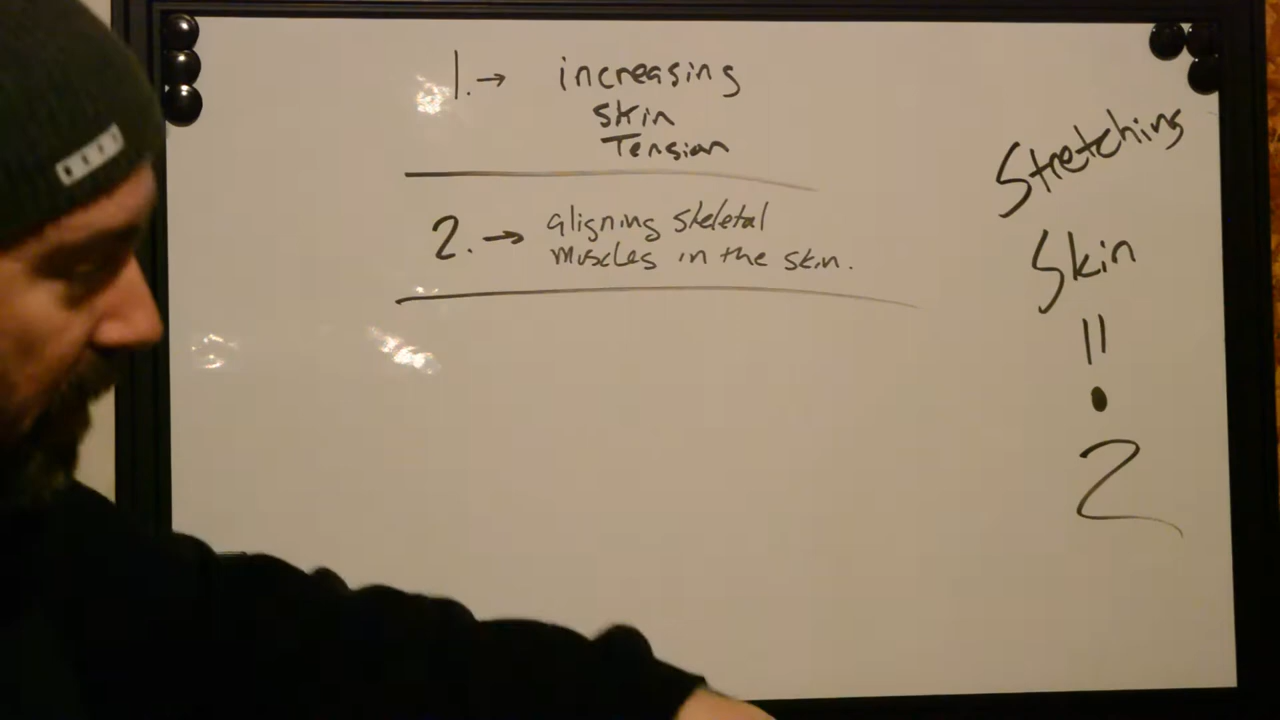 1. → increasing
skin
Tension
2. → aligning skeletal
muscles in the skin.
Stretching
Skin
!!
2